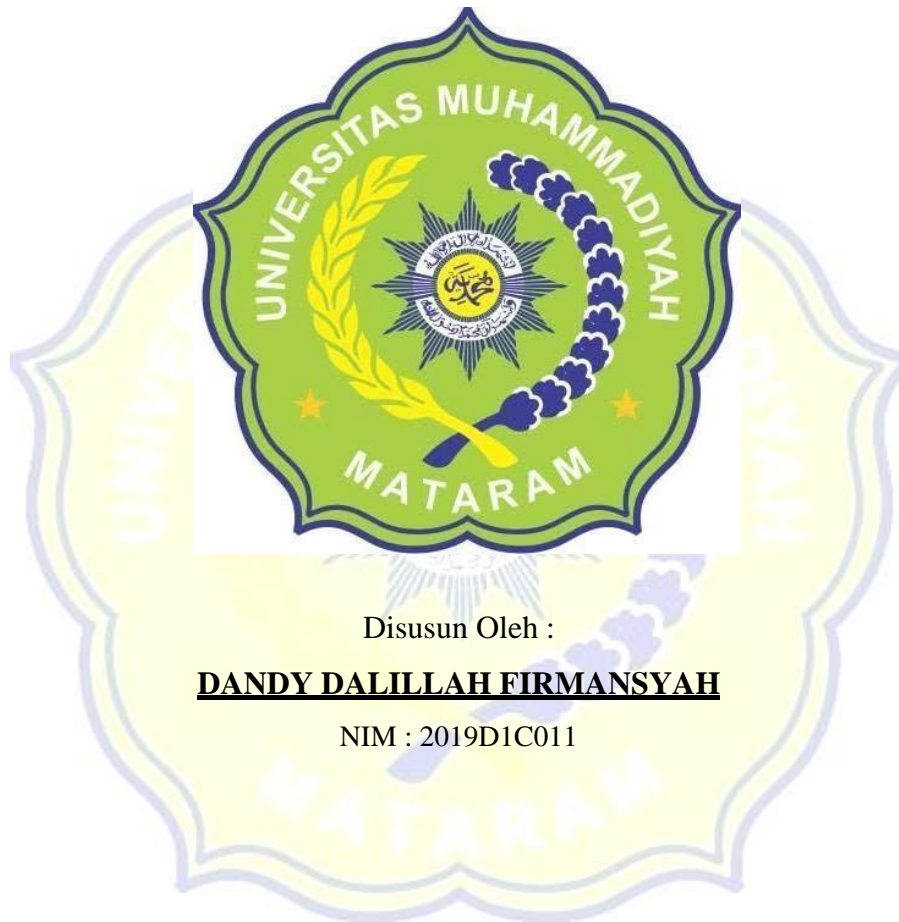 UNIVERSITAS MUHAMMADIYAH
MATARAM
Disusun Oleh :
DANDY DALILLAH FIRMANSYAH
NIM : 2019D1C011